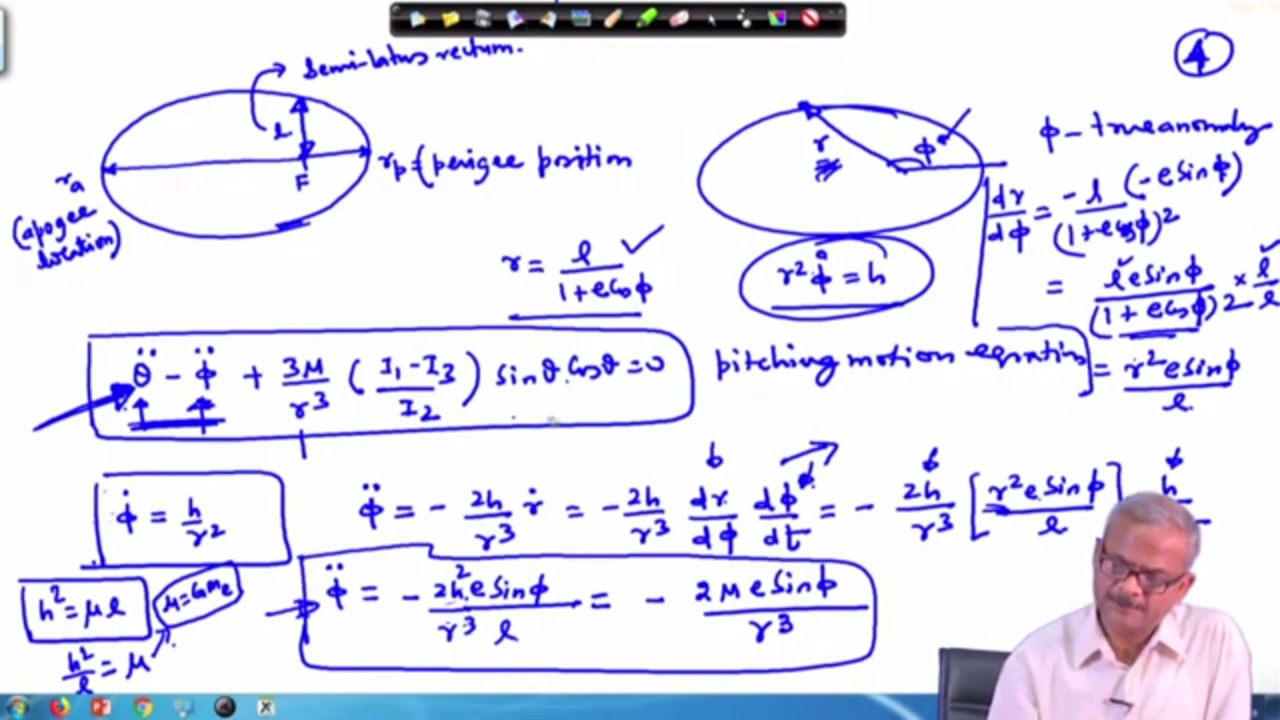 4
Semi-latus rectum.
l
F
r_a
(apogee location)
r_p = (perigee position
r
ϕ
ϕ - true anomaly
r = l / (1 + e cos ϕ) ✓
r² ϕ̇ = h
dr/dϕ = -l / (1 + e cos ϕ)² (-e sin ϕ)
= l e sin ϕ / (1 + e cos ϕ)² × l/l
= r² e sin ϕ / l
θ̈ - ϕ̈ + 3μ/r³ ( (I₁ - I₃) / I₂ ) sin θ. cos θ = 0
pitching motion equation
ϕ̇ = h/r²
ϕ̈ = - 2h/r³ ṙ = - 2h/r³ dr/dϕ dϕ/dt = - 2h/r³ [ r² e sin ϕ / l ] h
h² = μl
μ = Gm_e
h²/l = μ
ϕ̈ = - 2h² e sin ϕ / r³ l = - 2μ e sin ϕ / r³